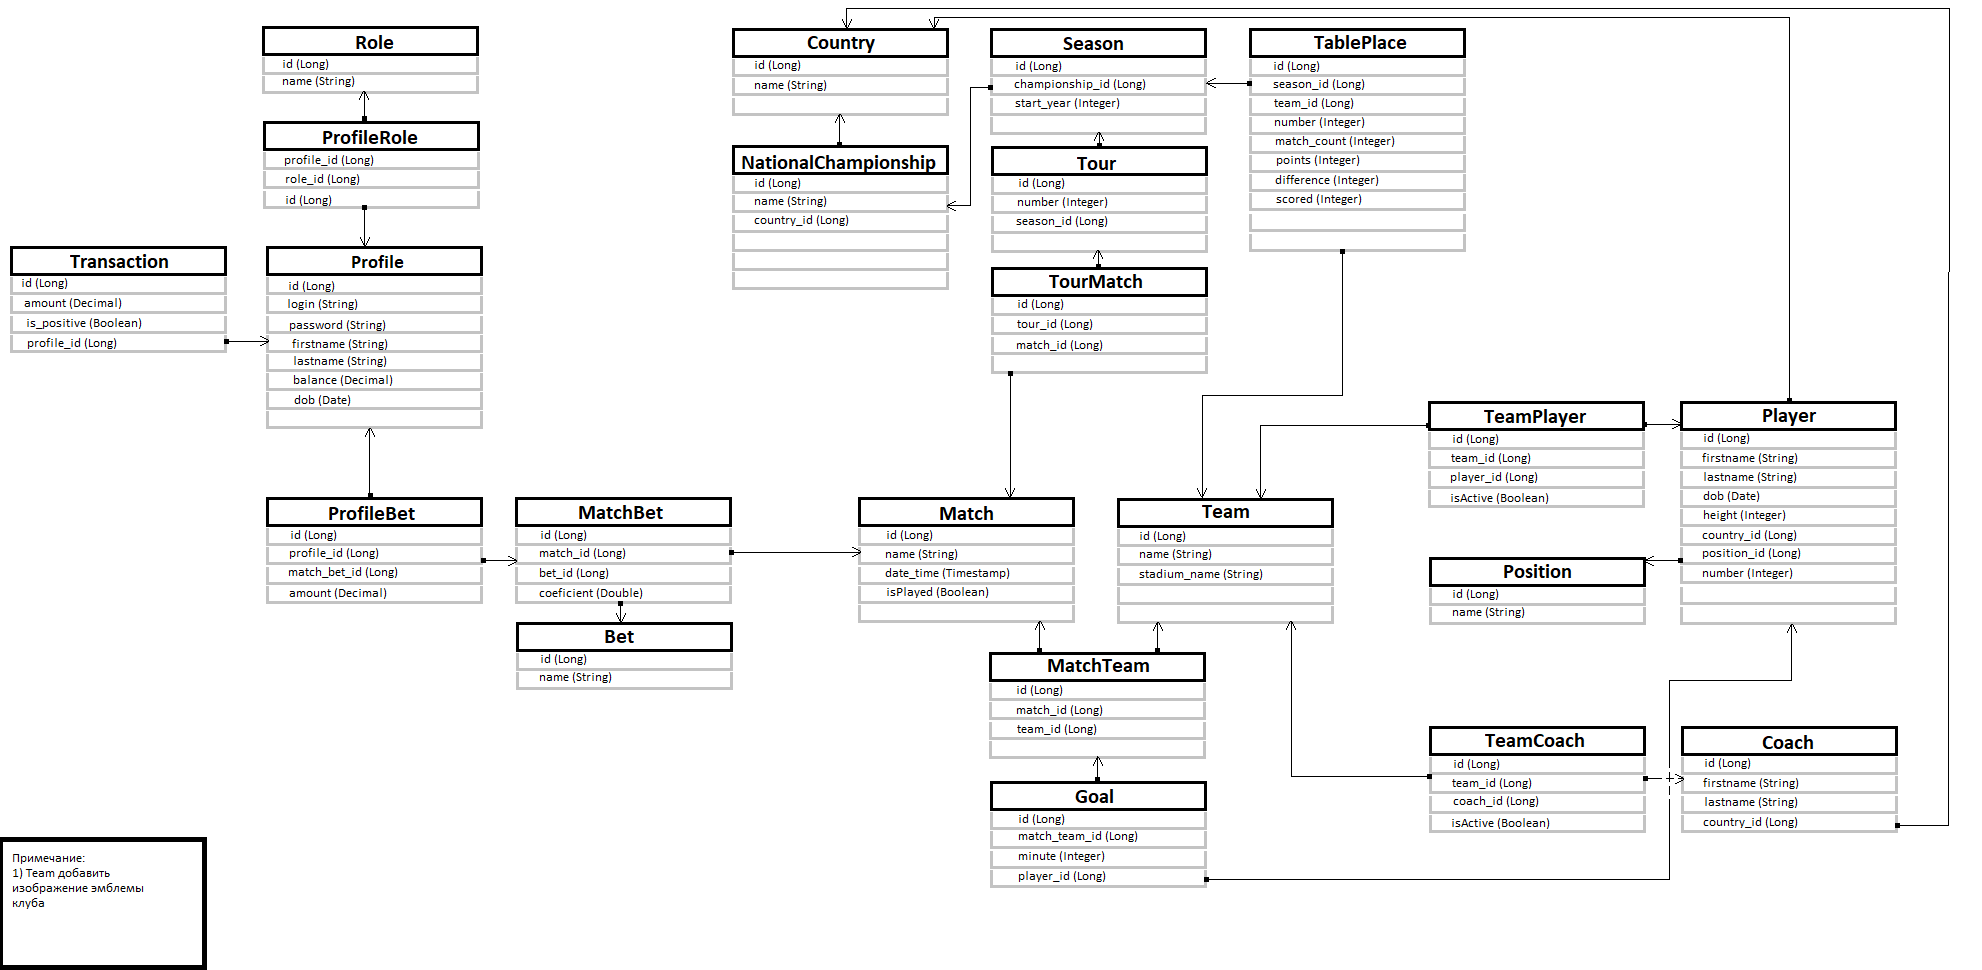 Role
id (Long)
name (String)
ProfileRole
profile_id (Long)
role_id (Long)
id (Long)
Transaction
id (Long)
amount (Decimal)
is_positive (Boolean)
profile_id (Long)
Profile
id (Long)
login (String)
password (String)
firstname (String)
lastname (String)
balance (Decimal)
dob (Date)
ProfileBet
id (Long)
profile_id (Long)
match_bet_id (Long)
amount (Decimal)
MatchBet
id (Long)
match_id (Long)
bet_id (Long)
coeficient (Double)
Bet
id (Long)
name (String)
Country
id (Long)
name (String)
NationalChampionship
id (Long)
name (String)
country_id (Long)
Season
id (Long)
championship_id (Long)
start_year (Integer)
Tour
id (Long)
number (Integer)
season_id (Long)
TourMatch
id (Long)
tour_id (Long)
match_id (Long)
TablePlace
id (Long)
season_id (Long)
team_id (Long)
number (Integer)
match_count (Integer)
points (Integer)
difference (Integer)
scored (Integer)
Match
id (Long)
name (String)
date_time (Timestamp)
isPlayed (Boolean)
Team
id (Long)
name (String)
stadium_name (String)
MatchTeam
id (Long)
match_id (Long)
team_id (Long)
Goal
id (Long)
match_team_id (Long)
minute (Integer)
player_id (Long)
TeamPlayer
id (Long)
team_id (Long)
player_id (Long)
isActive (Boolean)
Position
id (Long)
name (String)
Player
id (Long)
firstname (String)
lastname (String)
dob (Date)
height (Integer)
country_id (Long)
position_id (Long)
number (Integer)
TeamCoach
id (Long)
team_id (Long)
coach_id (Long)
isActive (Boolean)
Coach
id (Long)
firstname (String)
lastname (String)
country_id (Long)
Примечание:
1) Team добавить
изображение эмблемы
клуба